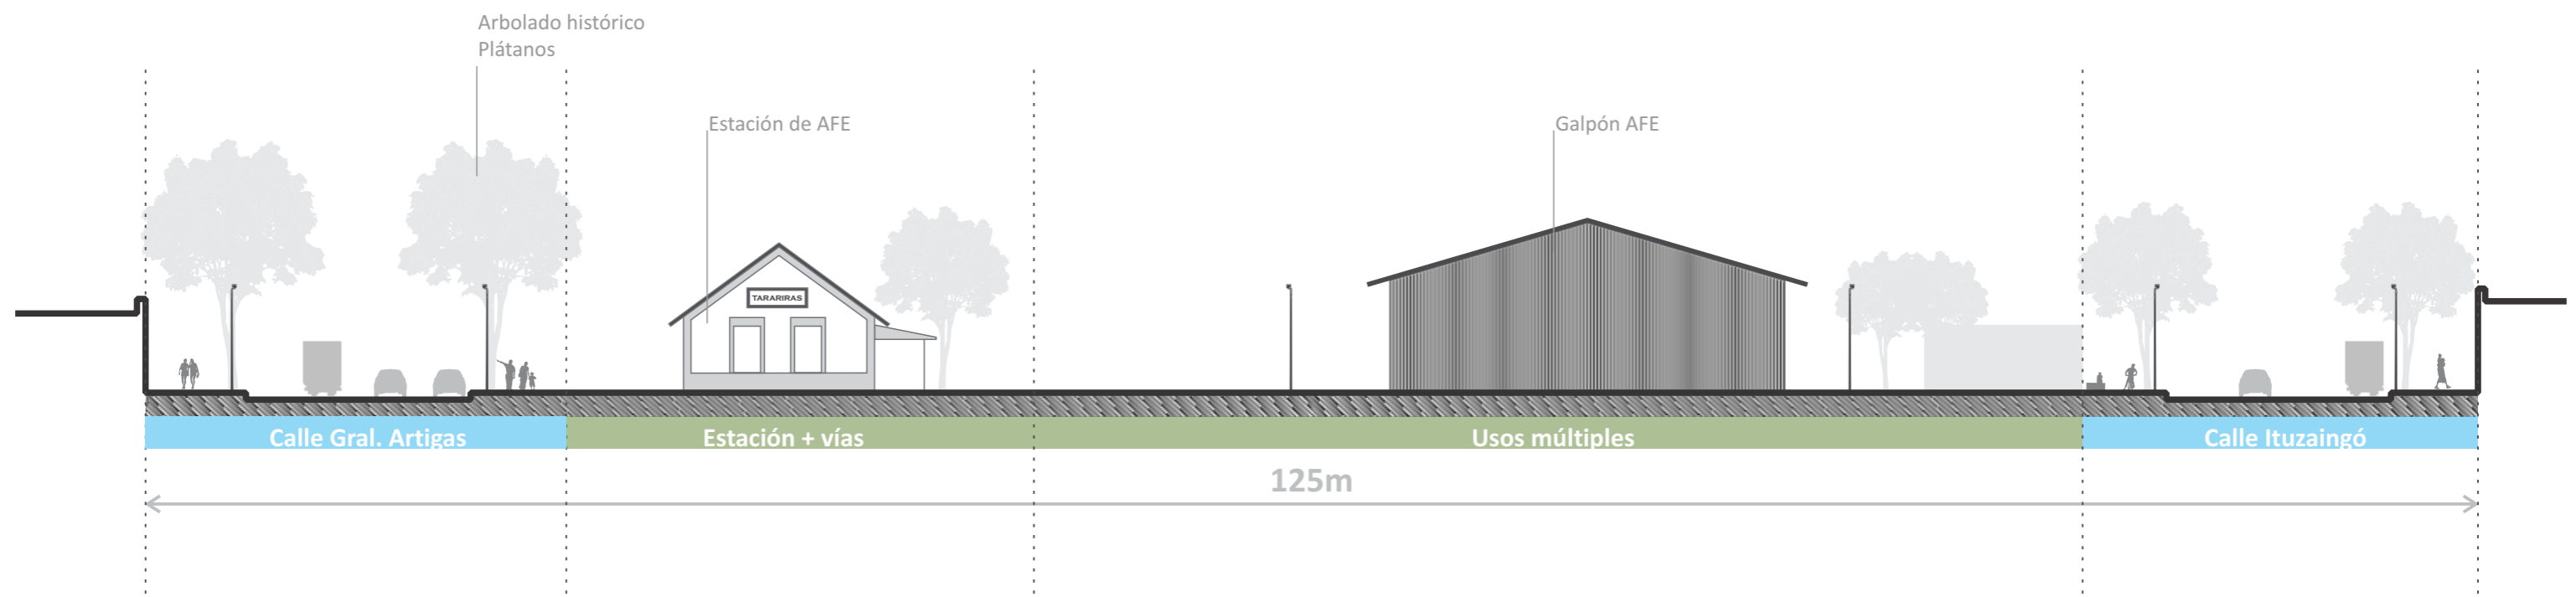 Arbolado histórico
Plátanos
Estación de AFE
Galpón AFE
TARARIRAS
Calle Gral. Artigas
Estación + vías
Usos múltiples
Calle Ituzaingó
125m